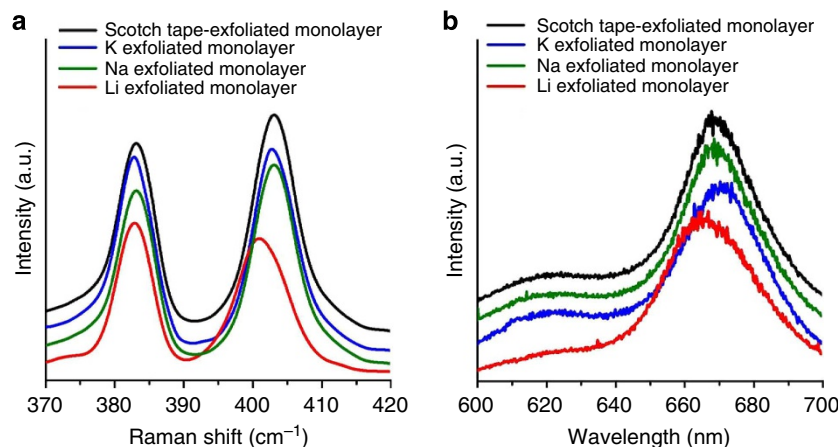 a
Scotch tape-exfoliated monolayer
K exfoliated monolayer
Na exfoliated monolayer
Li exfoliated monolayer
Intensity (a.u.)
370 380 390 400 410 420
Raman shift (cm⁻¹)
b
Scotch tape-exfoliated monolayer
K exfoliated monolayer
Na exfoliated monolayer
Li exfoliated monolayer
Intensity (a.u.)
600 620 640 660 680 700
Wavelength (nm)